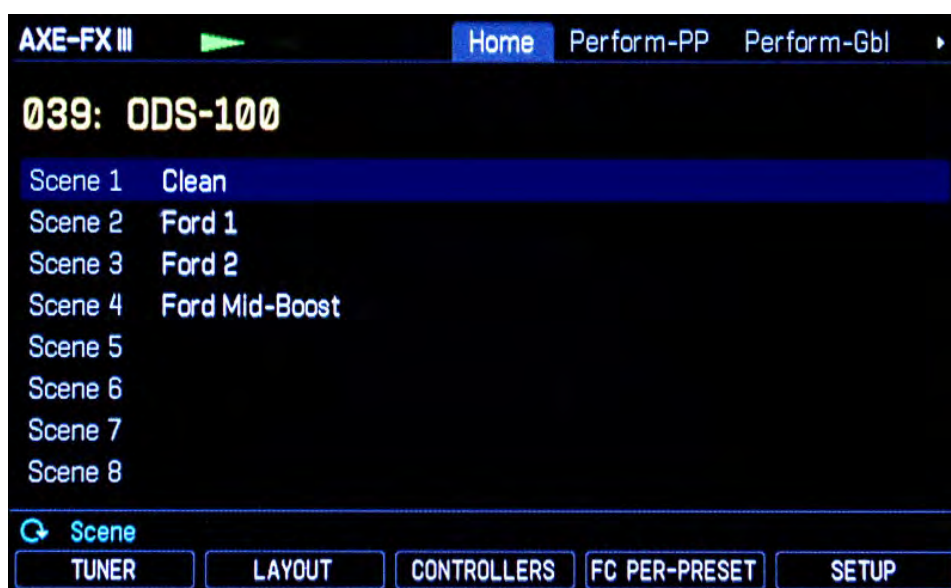 AXE-FX III Home Perform-PP Perform-Gbl
039: ODS-100
Scene 1 Clean
Scene 2 Ford 1
Scene 3 Ford 2
Scene 4 Ford Mid-Boost
Scene 5
Scene 6
Scene 7
Scene 8
Scene
TUNER LAYOUT CONTROLLERS FC PER-PRESET SETUP